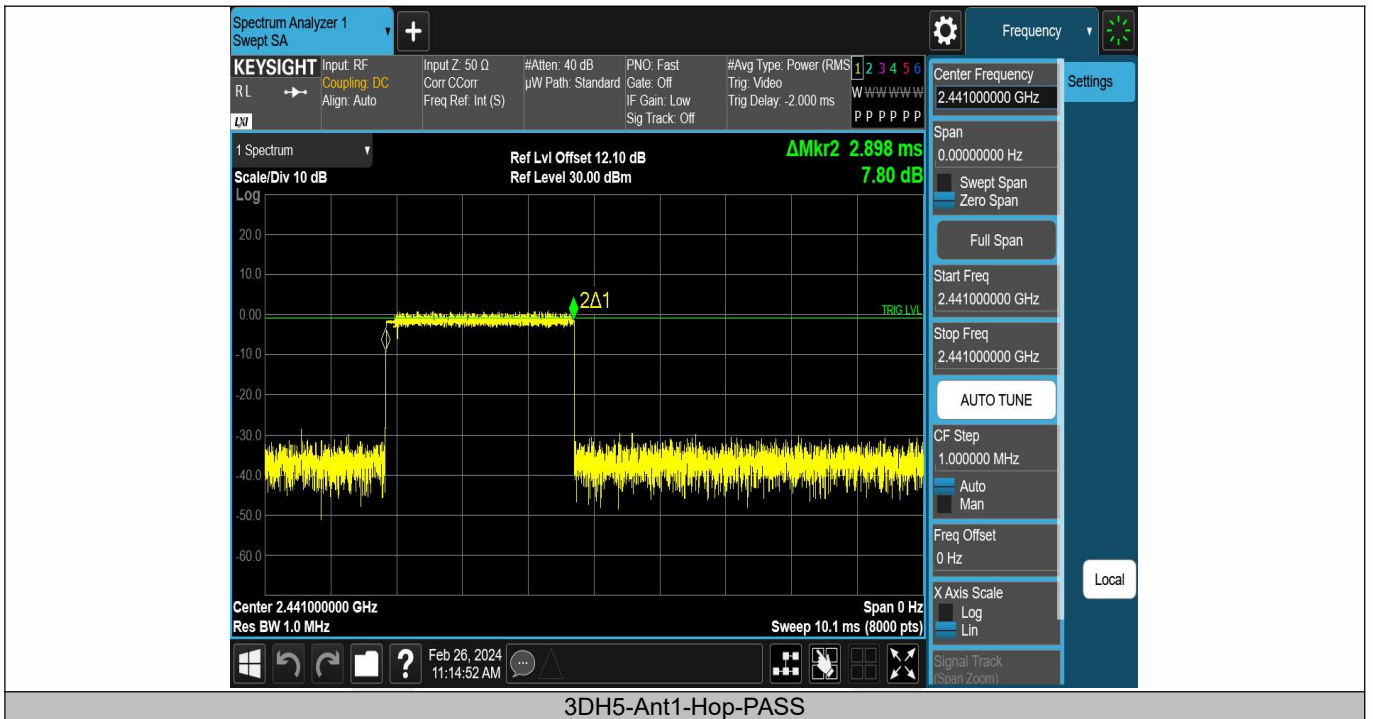 Spectrum Analyzer 1
Swept SA
+
Frequency
KEYSIGHT
RL
LXI
Input: RF
Coupling: DC
Align: Auto
Input Z: 50 Ω
Corr CCorr
Freq Ref: Int (S)
#Atten: 40 dB
µW Path: Standard
PNO: Fast
Gate: Off
IF Gain: Low
Sig Track: Off
#Avg Type: Power (RMS
Trig: Video
Trig Delay: -2.000 ms
1 2 3 4 5 6
W W W W W W
P P P P P P
1 Spectrum
Scale/Div 10 dB
Ref Lvl Offset 12.10 dB
Ref Level 30.00 dBm
ΔMkr2 2.898 ms
7.80 dB
Log
20.0
10.0
0.00
-10.0
-20.0
-30.0
-40.0
-50.0
-60.0
2Δ1
TRIG LVL
Center 2.441000000 GHz
Res BW 1.0 MHz
Span 0 Hz
Sweep 10.1 ms (8000 pts)
Center Frequency
2.441000000 GHz
Settings
Span
0.00000000 Hz
Swept Span
Zero Span
Full Span
Start Freq
2.441000000 GHz
Stop Freq
2.441000000 GHz
AUTO TUNE
CF Step
1.000000 MHz
Auto
Man
Freq Offset
0 Hz
Local
X Axis Scale
Log
Lin
Signal Track
(Span Zoom)
?
Feb 26, 2024
11:14:52 AM
3DH5-Ant1-Hop-PASS